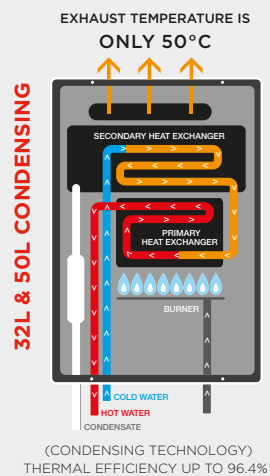 EXHAUST TEMPERATURE IS
ONLY 50°C
32L & 50L CONDENSING
SECONDARY HEAT EXCHANGER
PRIMARY
HEAT EXCHANGER
BURNER
COLD WATER
HOT WATER
CONDENSATE
(CONDENSING TECHNOLOGY)
THERMAL EFFICIENCY UP TO 96.4%